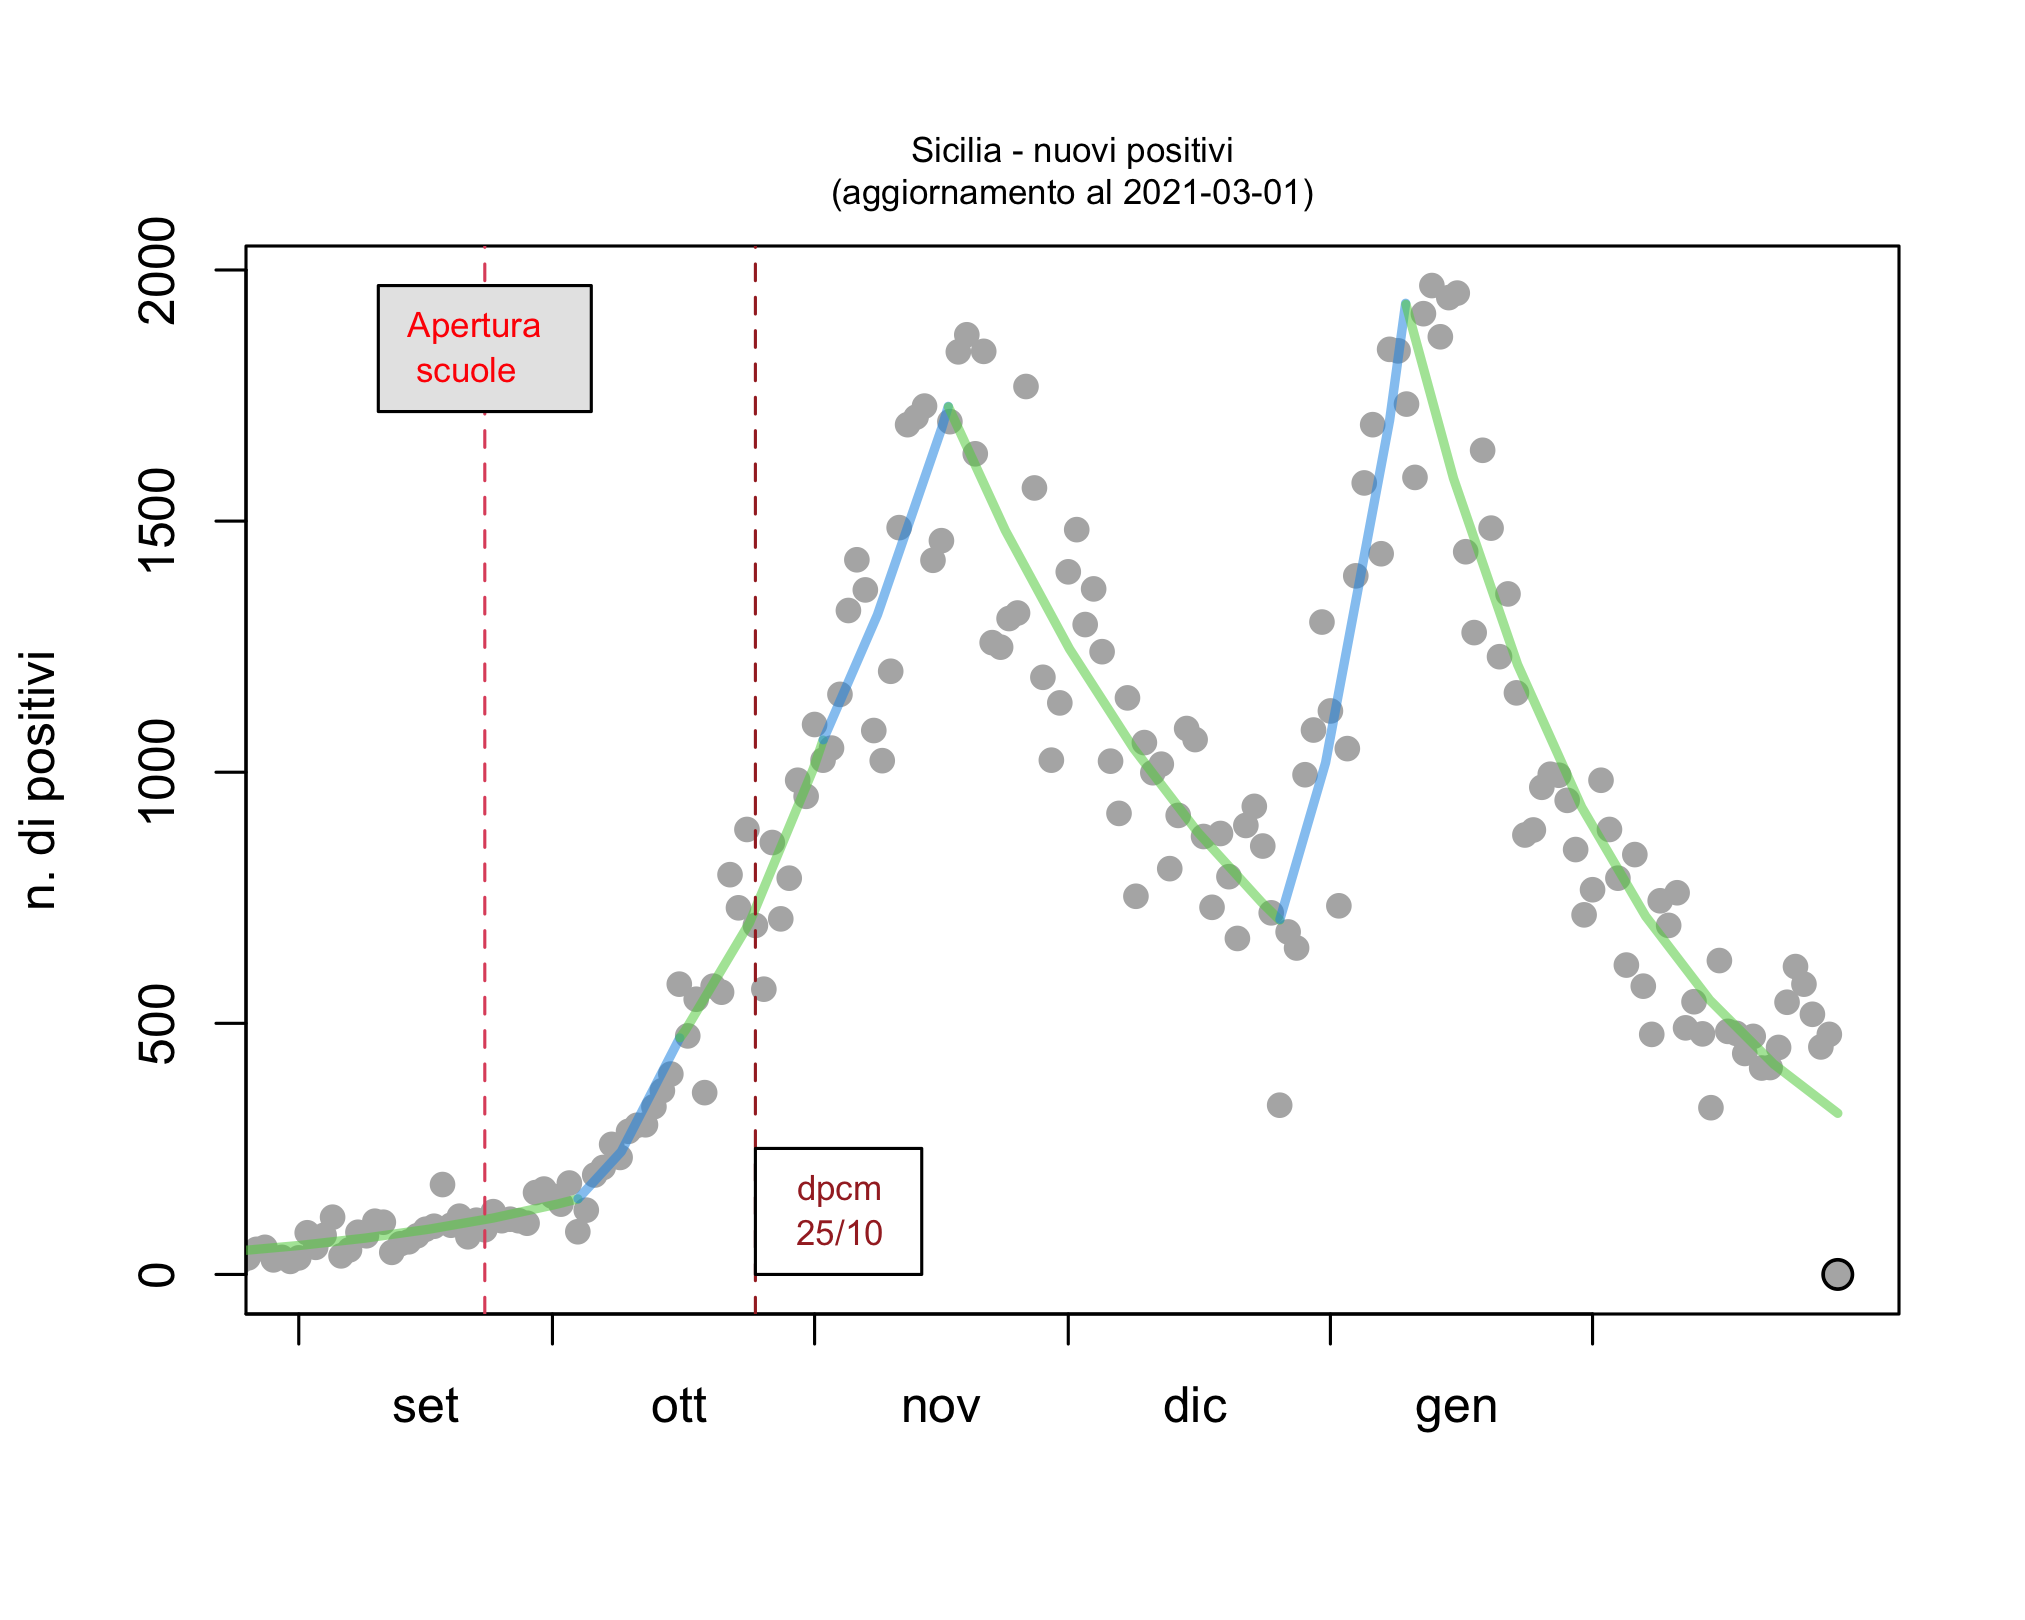 Sicilia - nuovi positivi
(aggiornamento al 2021-03-01)
n. di positivi
2000
1500
1000
500
0
Apertura
scuole
dpcm
25/10
set ott nov dic gen